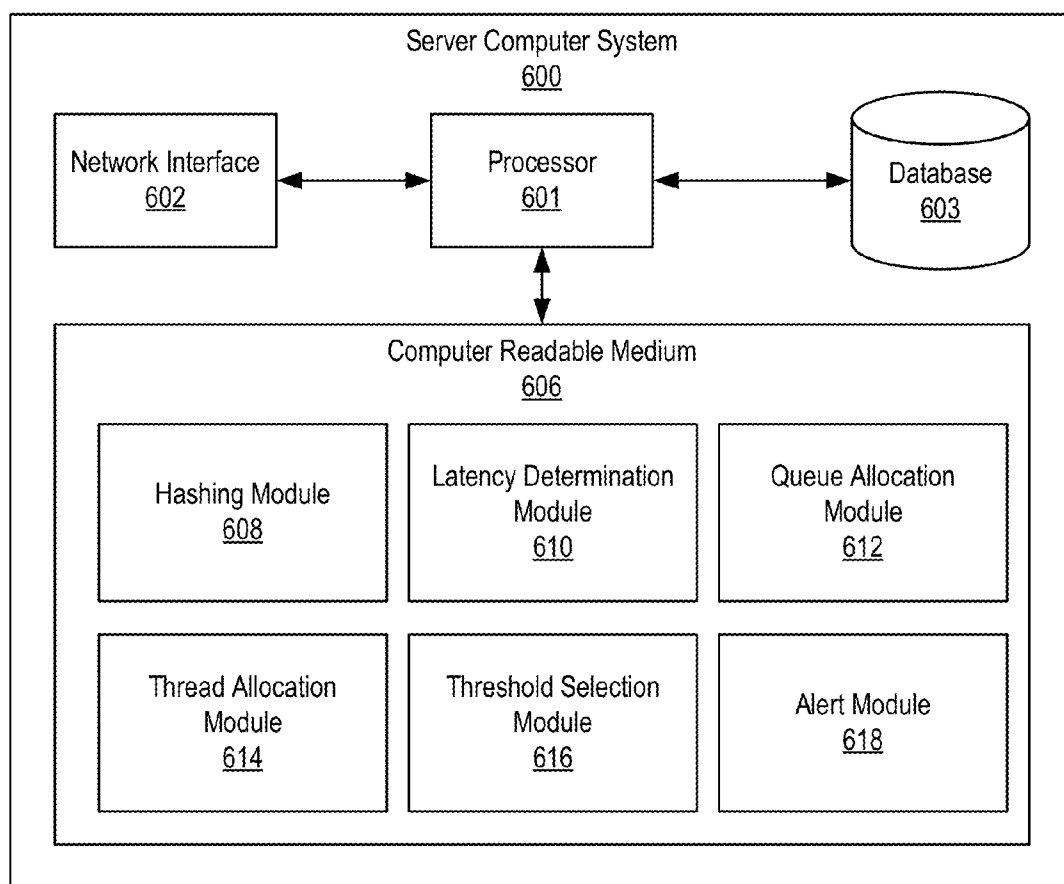 Server Computer System
600
Network Interface
602
Processor
601
Database
603
Computer Readable Medium
606
Hashing Module
608
Latency Determination
Module
610
Queue Allocation
Module
612
Thread Allocation
Module
614
Threshold Selection
Module
616
Alert Module
618